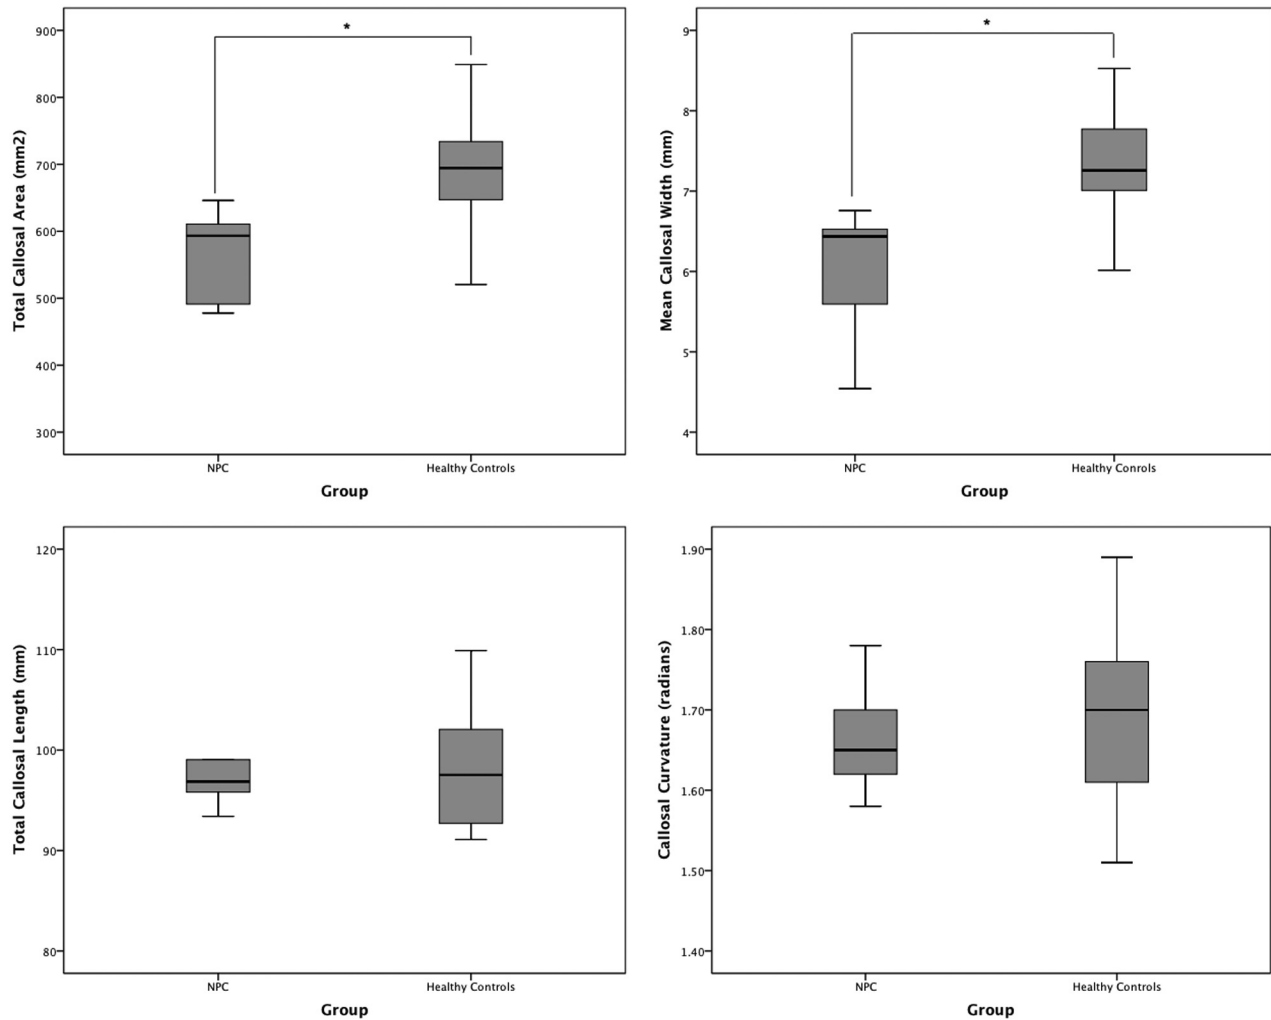 *
900
800
700
600
500
400
300
Total Callosal Area (mm2)
NPC
Healthy Controls
Group
*
9
8
7
6
5
4
Mean Callosal Width (mm)
NPC
Healthy Conrols
Group
120
110
100
90
80
Total Callosal Length (mm)
NPC
Healthy Controls
Group
1.90
1.80
1.70
1.60
1.50
1.40
Callosal Curvature (radians)
NPC
Healthy Controls
Group